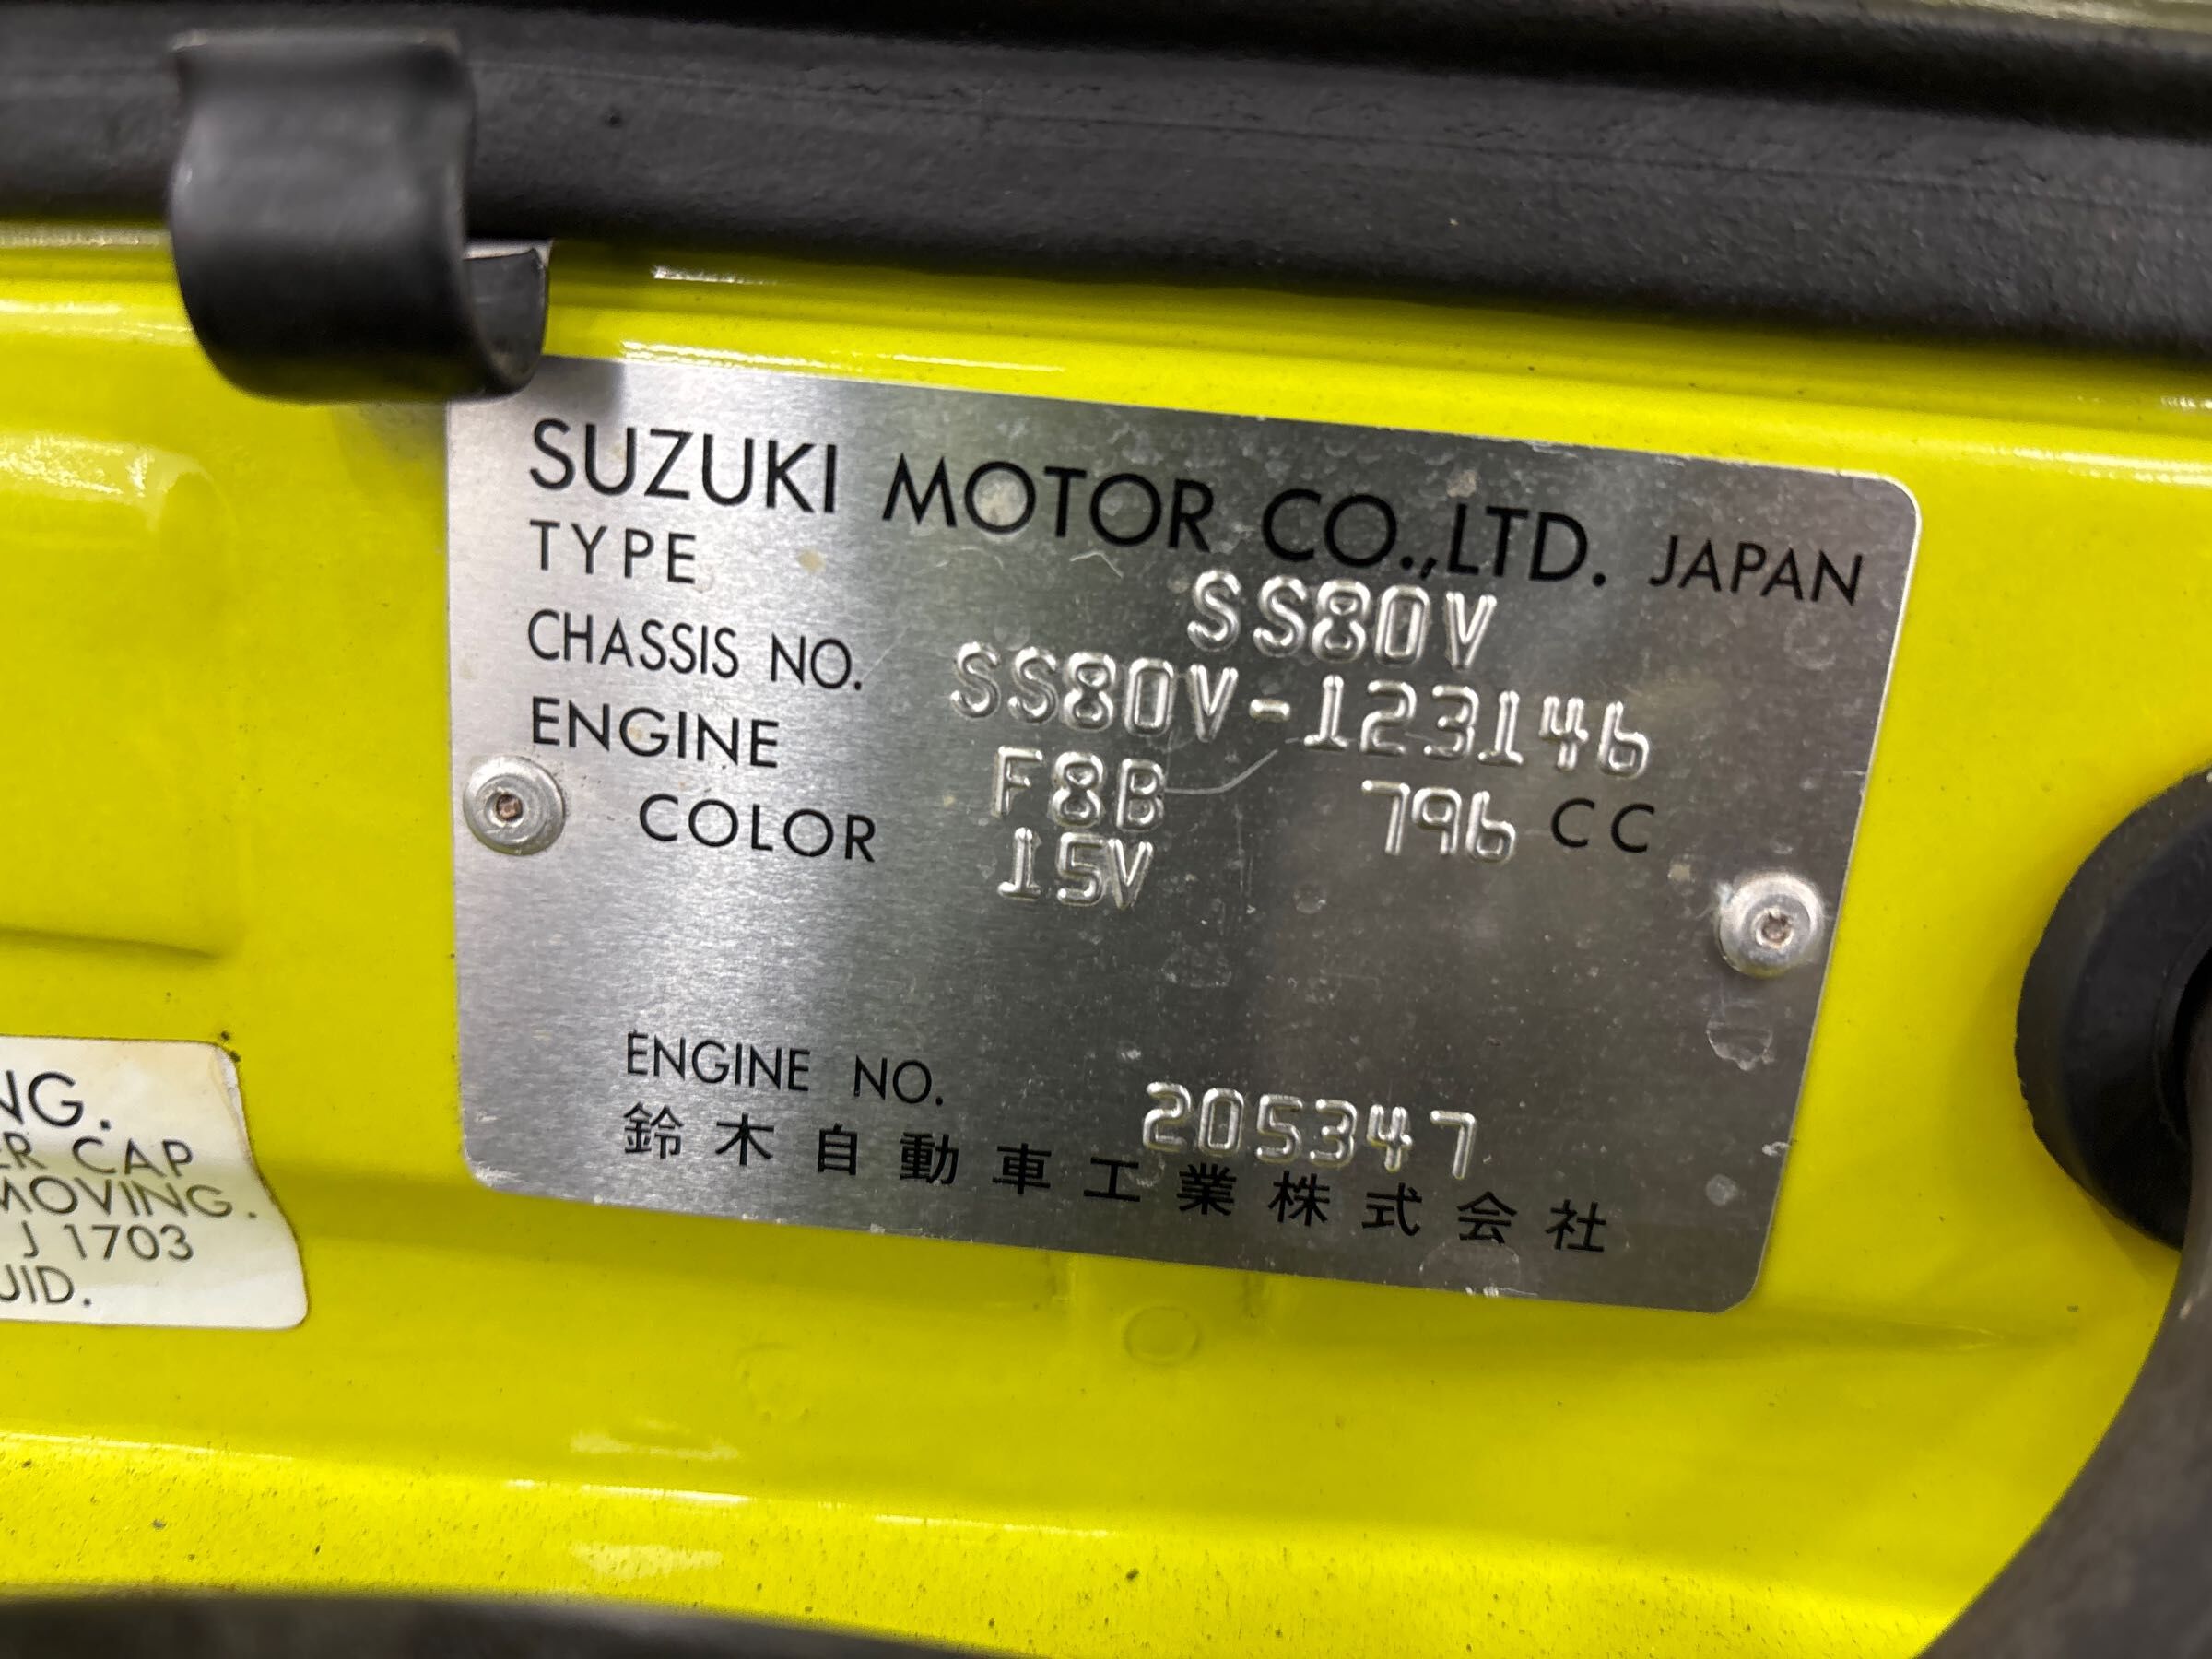 SUZUKI MOTOR CO.,LTD. JAPAN
TYPE SS80V
CHASSIS NO. SS80V-123146
ENGINE F8B 796 CC
COLOR 15V
ENGINE NO. 205347
鈴木自動車工業株式会社
NG.
ER CAP
MOVING.
J 1703
UID.